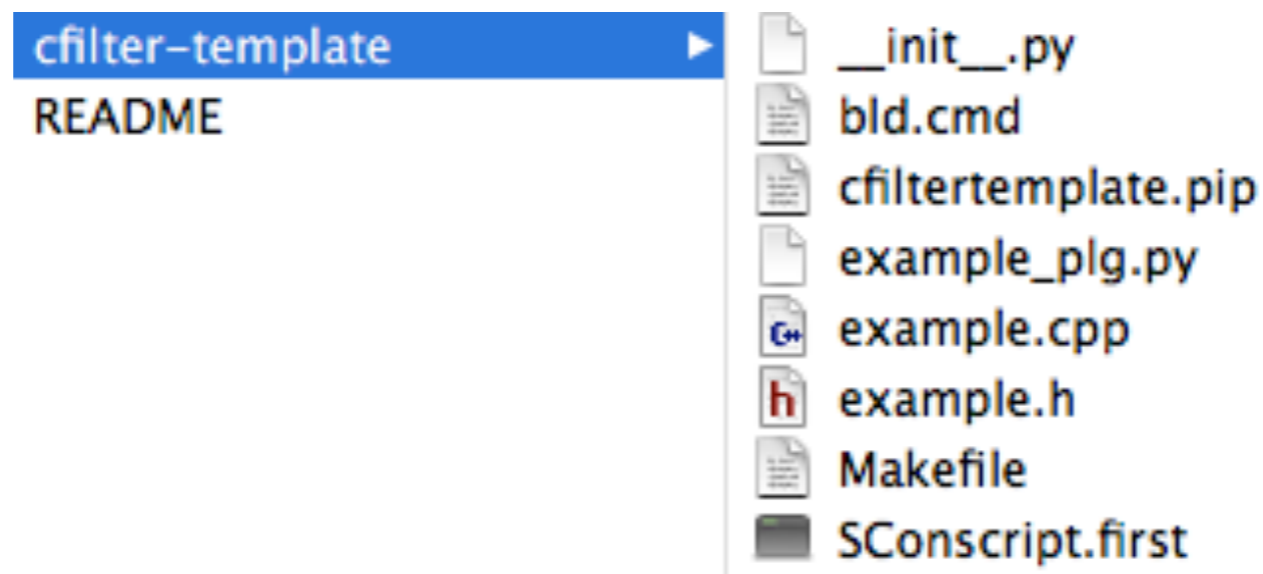 cfilter-template
README
__init__.py
bld.cmd
cfiltertemplate.pip
example_plg.py
C++
example.cpp
h
example.h
Makefile
SConscript.first